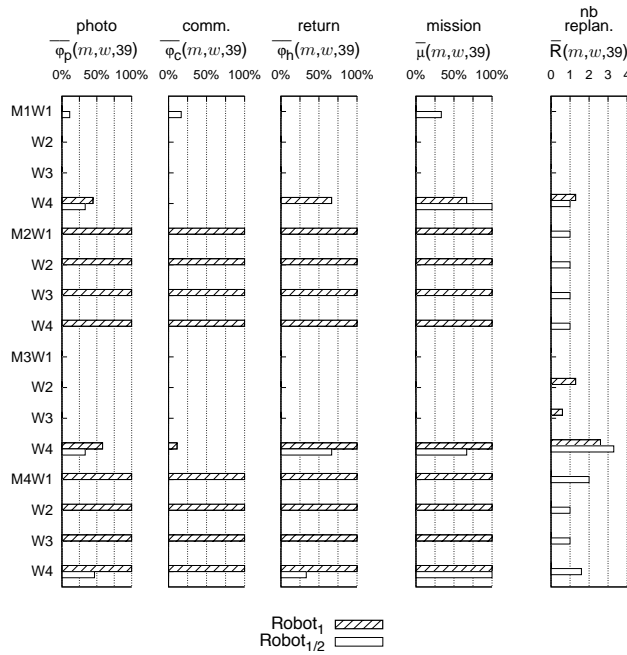 photo comm. return mission nb replan.
φp(m,w,39) φc(m,w,39) φh(m,w,39) μ(m,w,39) R(m,w,39)
0% 50% 100% 0% 50% 100% 0% 50% 100% 0% 50% 100% 0 1 2 3 4
M1W1
W2
W3
W4
M2W1
W2
W3
W4
M3W1
W2
W3
W4
M4W1
W2
W3
W4
Robot1
Robot1/2